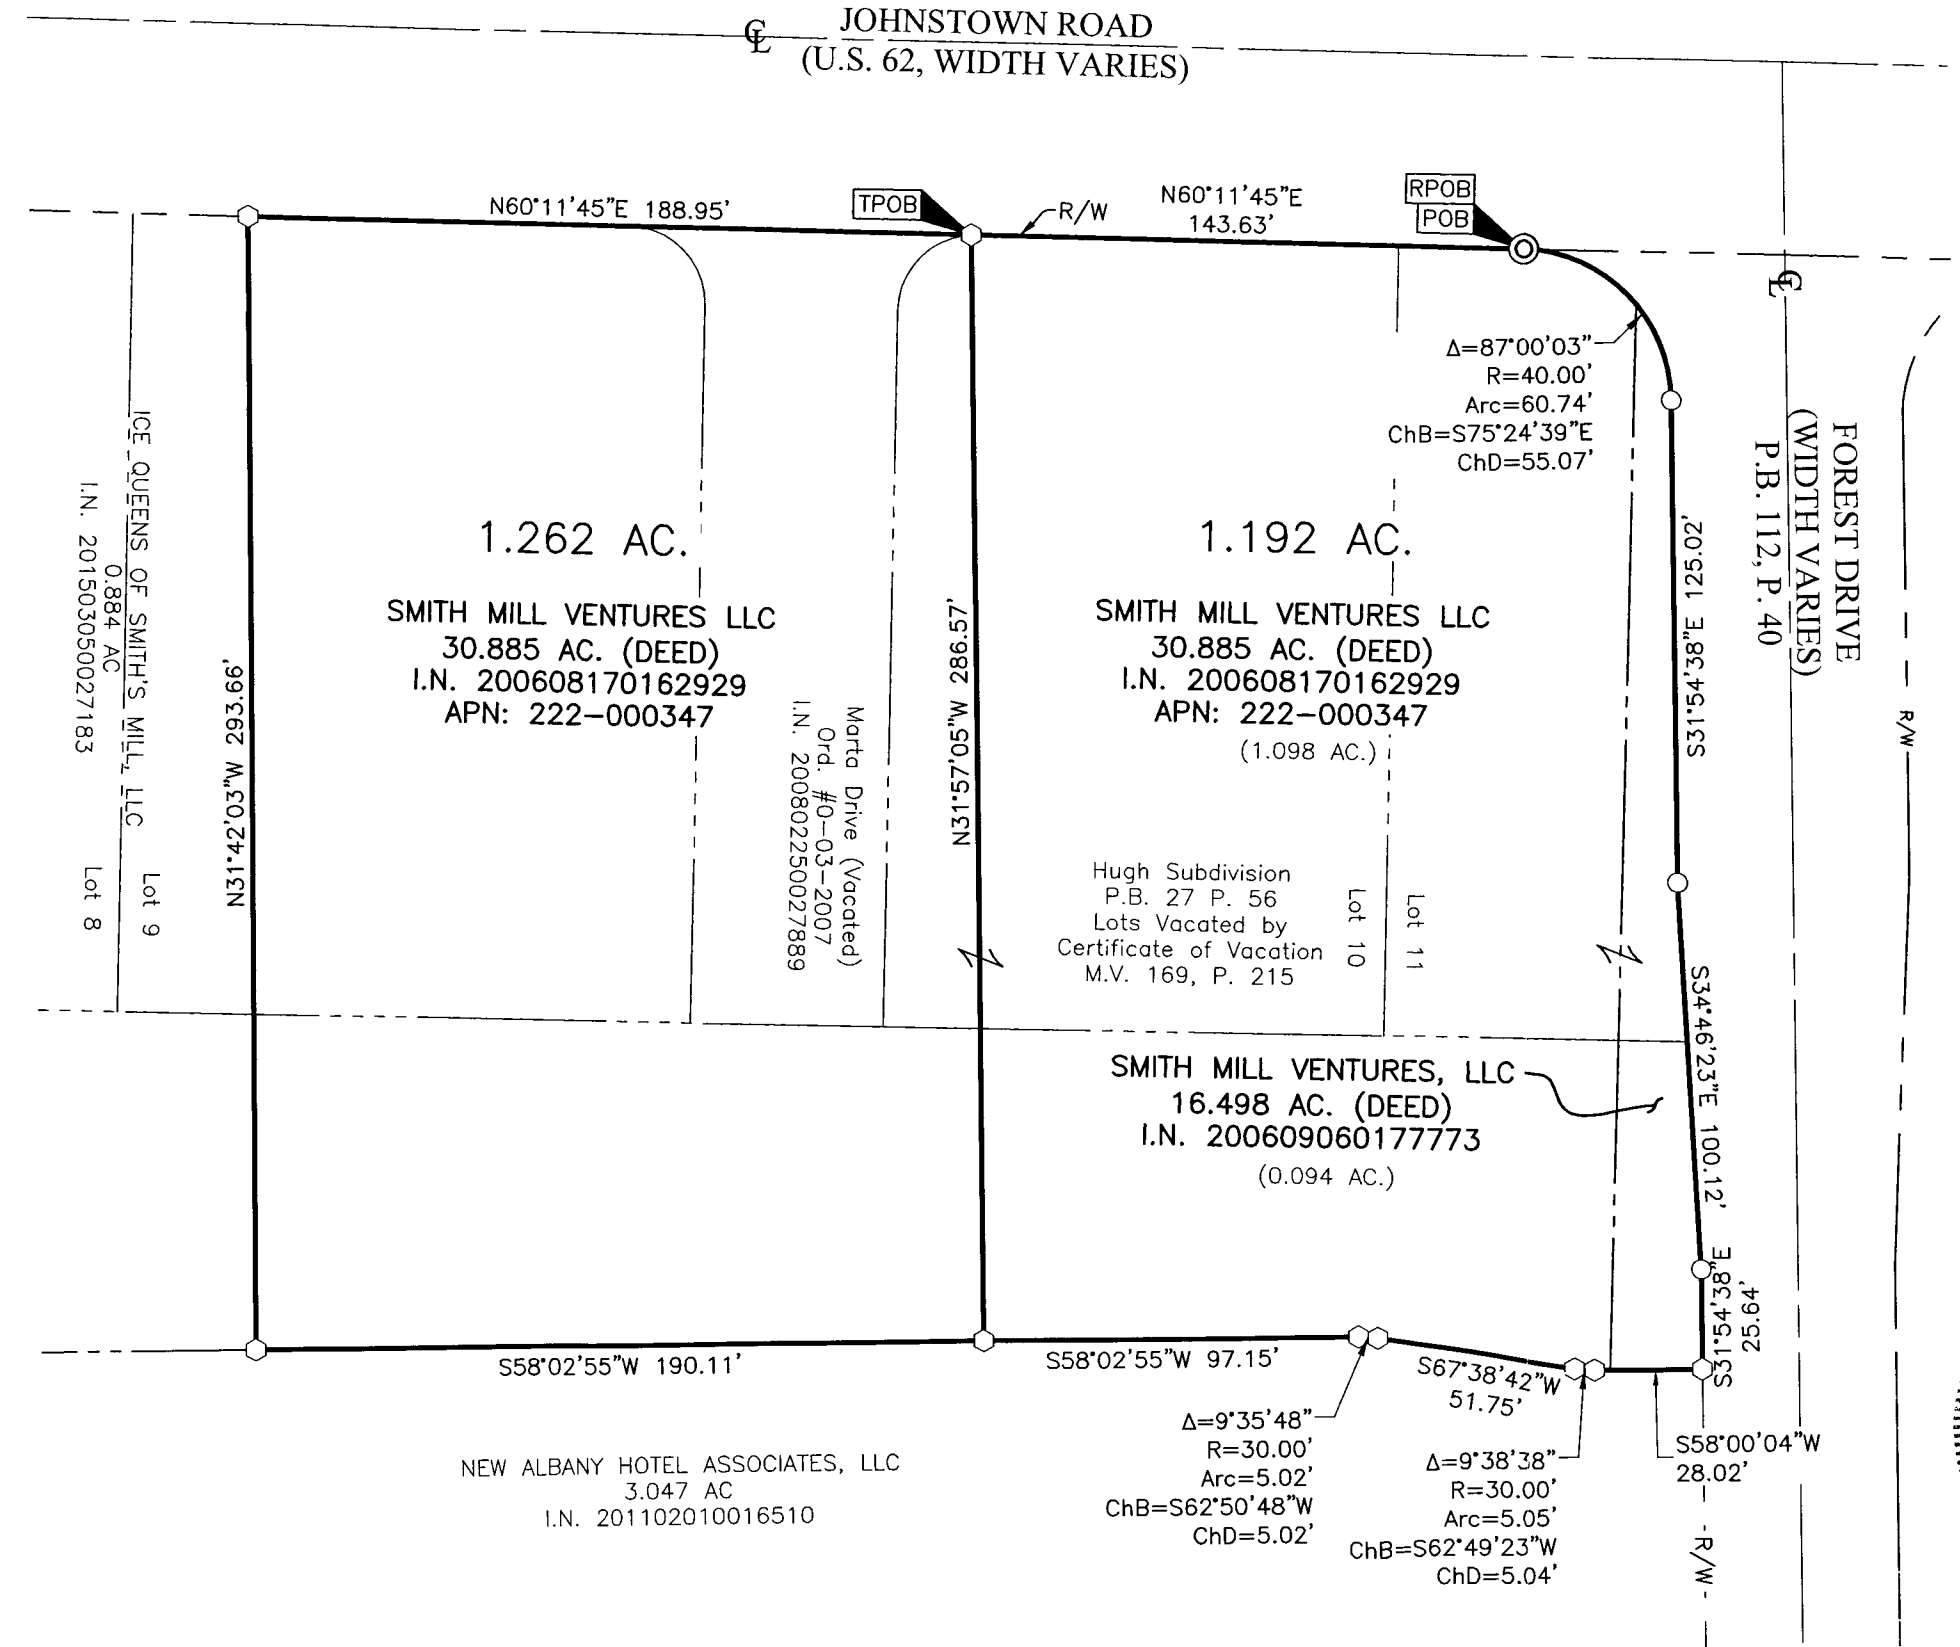 JOHNSTOWN ROAD
(U.S. 62, WIDTH VARIES)
℄
N60°11'45"E 188.95'
TPOB
R/W
N60°11'45"E
143.63'
RPOB
POB
℄
Δ=87°00'03"
R=40.00'
Arc=60.74'
ChB=S75°24'39"E
ChD=55.07'
FOREST DRIVE
(WIDTH VARIES)
P.B. 112, P. 40
R/W
S31°54'38"E 125.02'
ICE QUEENS OF SMITH'S MILL, LLC
0.884 AC
I.N. 201503050027183
Lot 9
Lot 8
N31°42'03"W 293.66'
1.262 AC.
SMITH MILL VENTURES LLC
30.885 AC. (DEED)
I.N. 200608170162929
APN: 222-000347
Marta Drive (Vacated)
Ord. #0-03-2007
I.N. 200802250027889
N31°57'05"W 286.57'
1.192 AC.
SMITH MILL VENTURES LLC
30.885 AC. (DEED)
I.N. 200608170162929
APN: 222-000347
(1.098 AC.)
Hugh Subdivision
P.B. 27 P. 56
Lots Vacated by
Certificate of Vacation
M.V. 169, P. 215
Lot 10
Lot 11
S34°46'23"E 100.12'
SMITH MILL VENTURES, LLC
16.498 AC. (DEED)
I.N. 200609060177773
(0.094 AC.)
S31°54'38"E
25.64'
S58°02'55"W 190.11'
S58°02'55"W 97.15'
S67°38'42"W
51.75'
Δ=9°35'48"
R=30.00'
Arc=5.02'
ChB=S62°50'48"W
ChD=5.02'
Δ=9°38'38"
R=30.00'
Arc=5.05'
ChB=S62°49'23"W
ChD=5.04'
S58°00'04"W
28.02'
R/W
NEW ALBANY HOTEL ASSOCIATES, LLC
3.047 AC
I.N. 201102010016510